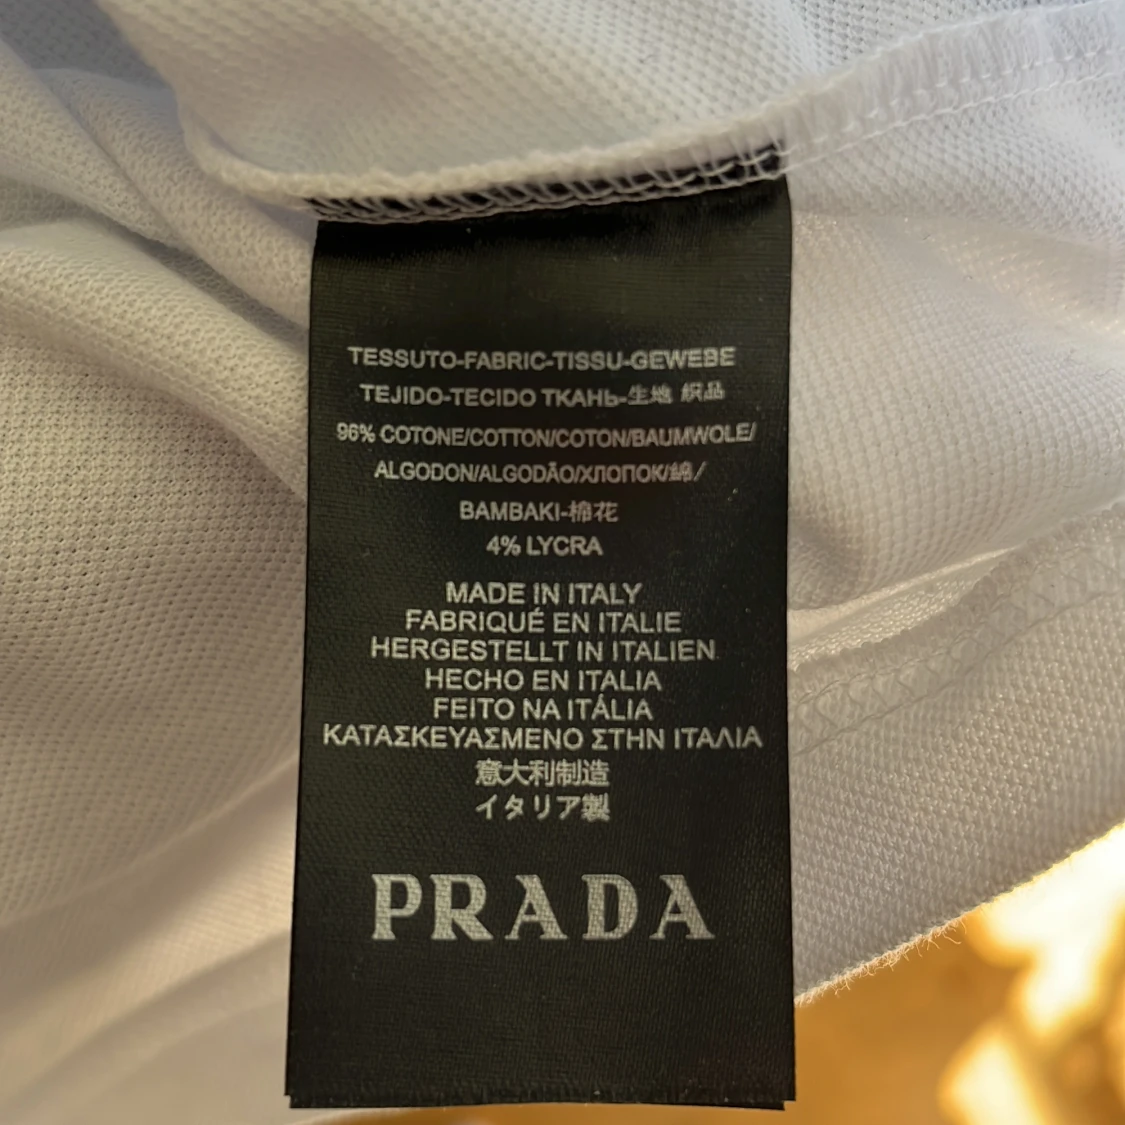 TESSUTO-FABRIC-TISSU-GEWEBE
TEJIDO-TECIDO ТКАНЬ-生地 织品
96% COTONE/COTTON/COTON/BAUMWOLE/
ALGODON/ALGODÃO/ХЛОПОК/綿/
BAMBAKI-棉花
4% LYCRA
MADE IN ITALY
FABRIQUÉ EN ITALIE
HERGESTELLT IN ITALIEN
HECHO EN ITALIA
FEITO NA ITÁLIA
ΚΑΤΑΣΚΕΥΑΣΜΕΝΟ ΣΤΗΝ ΙΤΑΛΙΑ
意大利制造
イタリア製
PRADA